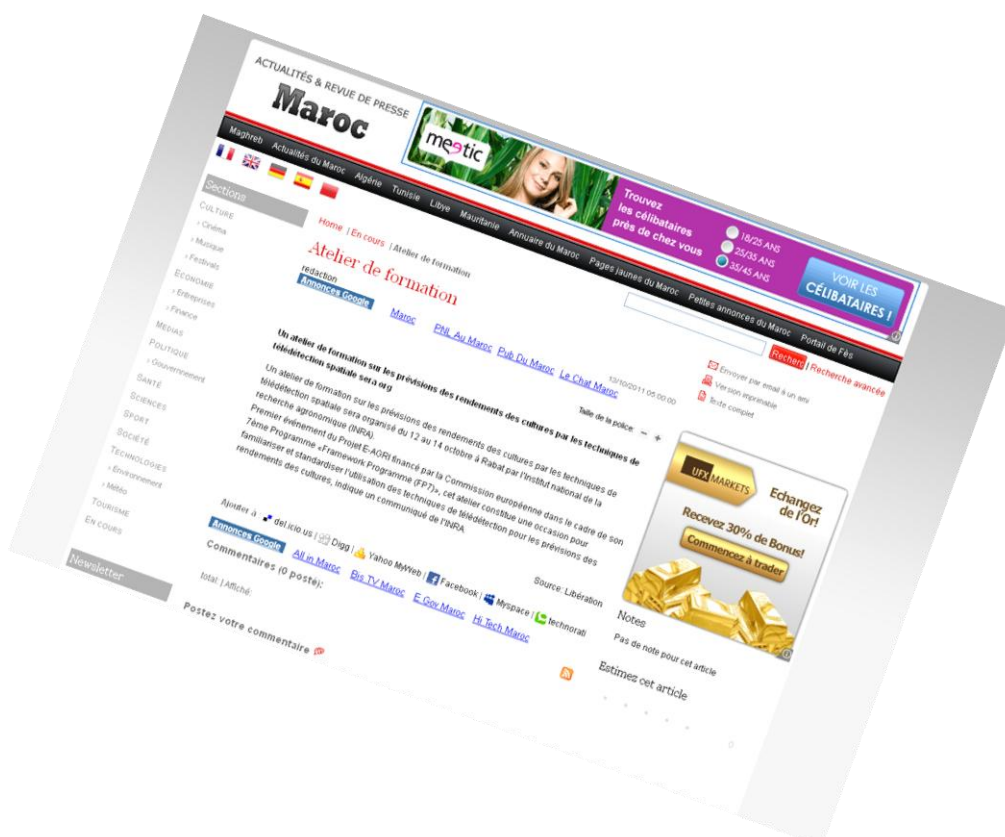 ACTUALITÉS & REVUE DE PRESSE
Maroc
meetic
Trouvez
les célibataires
près de chez vous
18/25 ANS
25/35 ANS
35/45 ANS
VOIR LES
CÉLIBATAIRES !
Maghreb Actualités du Maroc Algérie Tunisie Libye Mauritanie Annuaire du Maroc Pages jaunes du Maroc Petites annonces du Maroc Portail de Fès
Recherc | Recherche avancée
Sections
CULTURE
› Cinéma
› Musique
› Festivals
ECONOMIE
› Entreprises
› Finance
MÉDIAS
POLITIQUE
› Gouvernement
SANTÉ
SCIENCES
SPORT
SOCIÉTÉ
TECHNOLOGIES
› Environnement
› Météo
TOURISME
EN COURS
Newsletter
Home | En cours | Atelier de formation
Atelier de formation
redaction
13/10/2011 05:00:00
Annonces Google
Maroc PNL Au Maroc Pub Du Maroc Le Chat Maroc
Taille de la police: − +
Un atelier de formation sur les prévisions des rendements des cultures par les techniques de
télédétection spatiale sera org
Un atelier de formation sur les prévisions des rendements des cultures par les techniques de
télédétection spatiale sera organisé du 12 au 14 octobre à Rabat par l'Institut national de la
recherche agronomique (INRA).
Premier événement du Projet E-AGRI financé par la Commission européenne dans le cadre de son
7ème Programme «Framework Programme (FP7)», cet atelier constitue une occasion pour
familiariser et standardiser l'utilisation des techniques de télédétection pour les prévisions des
rendements des cultures, indique un communiqué de l'INRA
Source: Libération
Ajouter à : del.icio.us | Digg | Yahoo MyWeb | Facebook | Myspace | technorati
Annonces Google
All in Maroc Bis TV Maroc E Gov Maroc Hi Tech Maroc
Commentaires (0 posté):
total: | Affiché:
Postez votre commentaire
Envoyer par email à un ami
Version imprimable
Texte complet
UFX MARKETS
Echangez
de l'Or!
Recevez 30% de Bonus!
Commencez à trader
Notes
Pas de note pour cet article
Estimez cet article
0